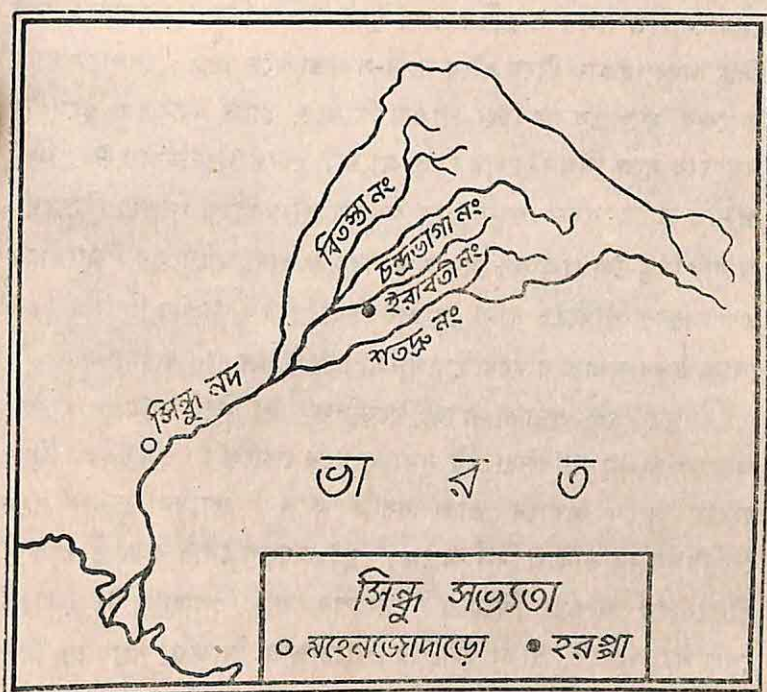 বিতস্তা নং
চন্দ্রভাগা নং
ইরাবতী নং
শতদ্রু নং
সিন্ধু নদ
ভা র ত
সিন্ধু সভ্যতা
মহেনজোদাড়ো হরপ্পা